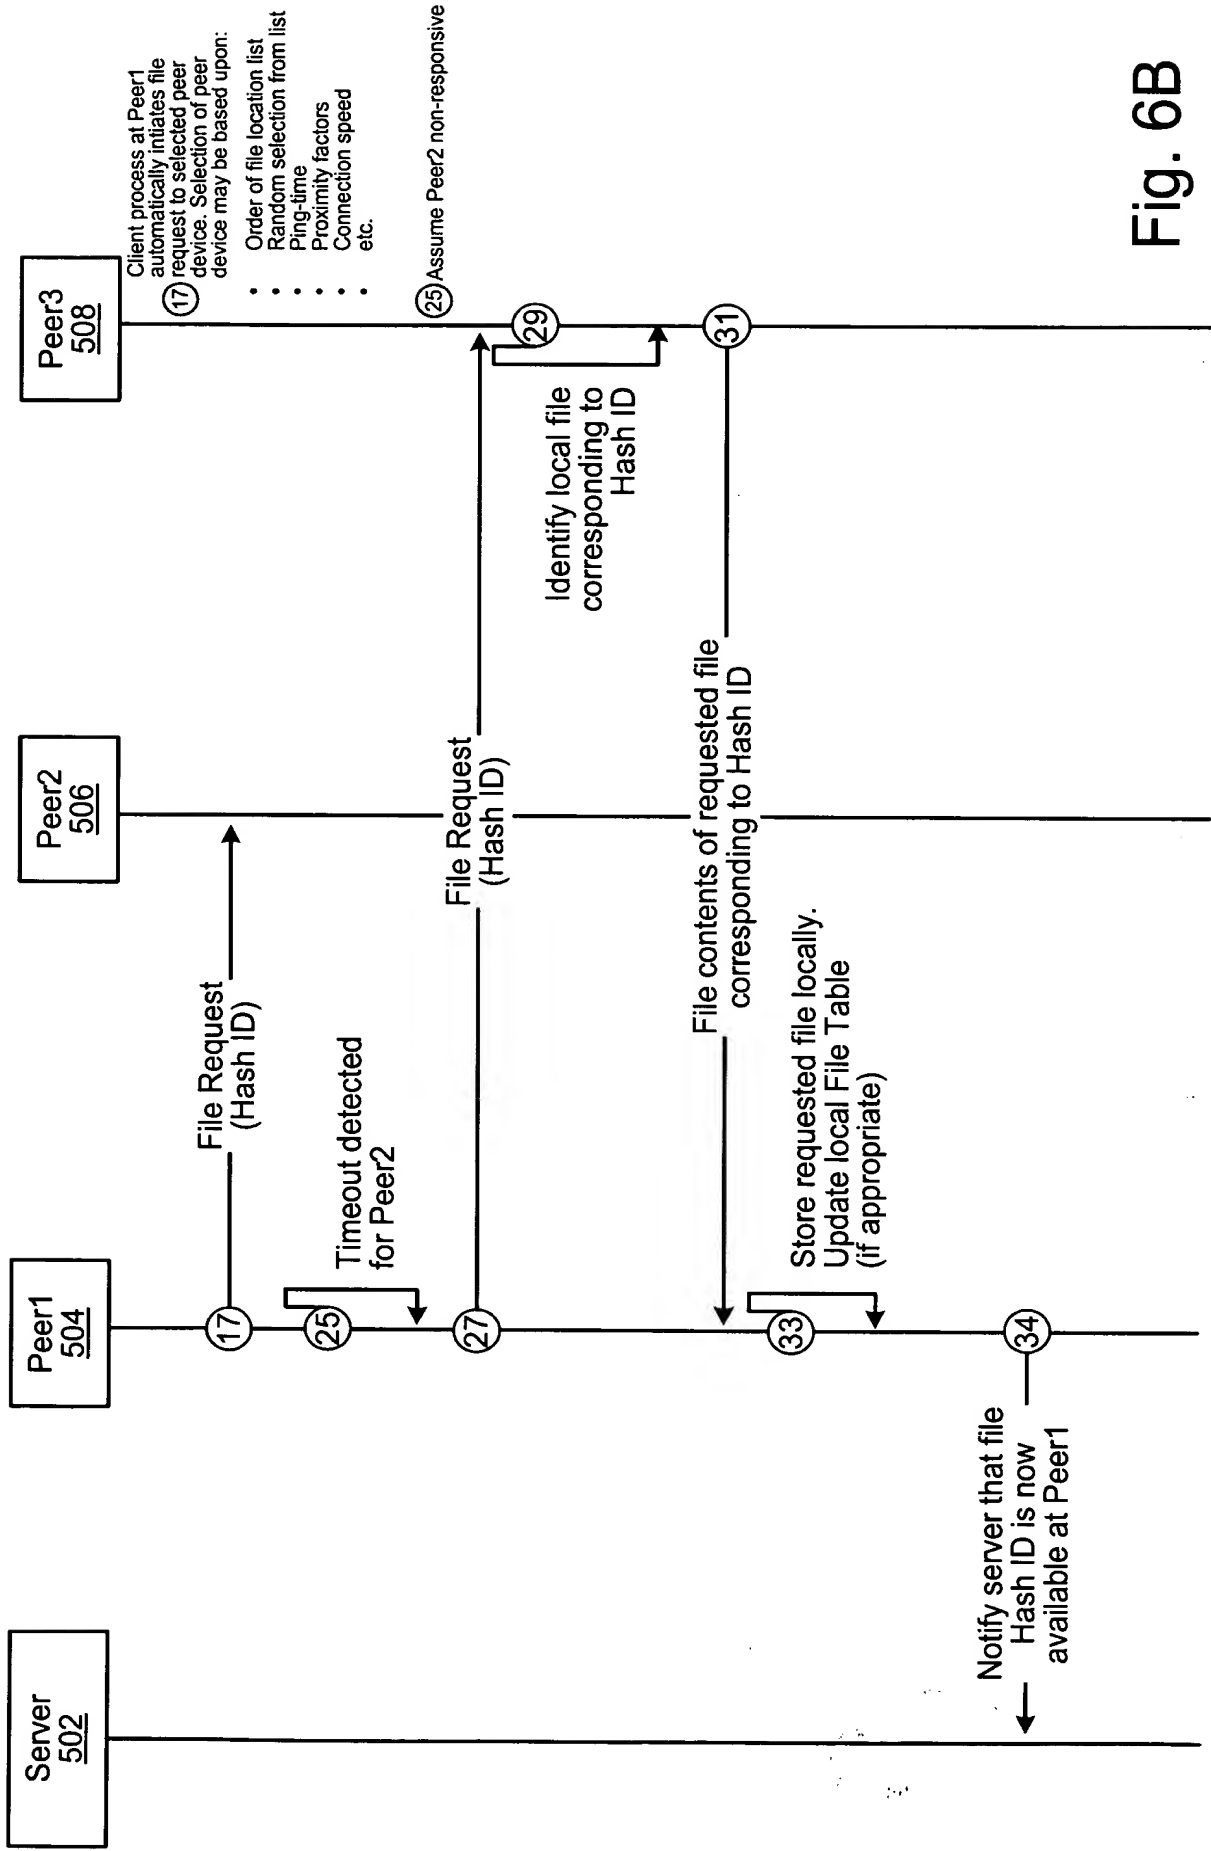 Server
502
Peer1
504
Peer2
506
Peer3
508
Client process at Peer1
automatically intiates file
17 request to selected peer
device. Selection of peer
device may be based upon:
• Order of file location list
• Random selection from list
• Ping-time
• Proximity factors
• Connection speed
• etc.
25 Assume Peer2 non-responsive
17
File Request
(Hash ID)
25
Timeout detected
for Peer2
27
File Request
(Hash ID)
29
Identify local file
corresponding to
Hash ID
31
File contents of requested file
corresponding to Hash ID
33
Store requested file locally.
Update local File Table
(if appropriate)
34
Notify server that file
Hash ID is now
available at Peer1
Fig. 6B